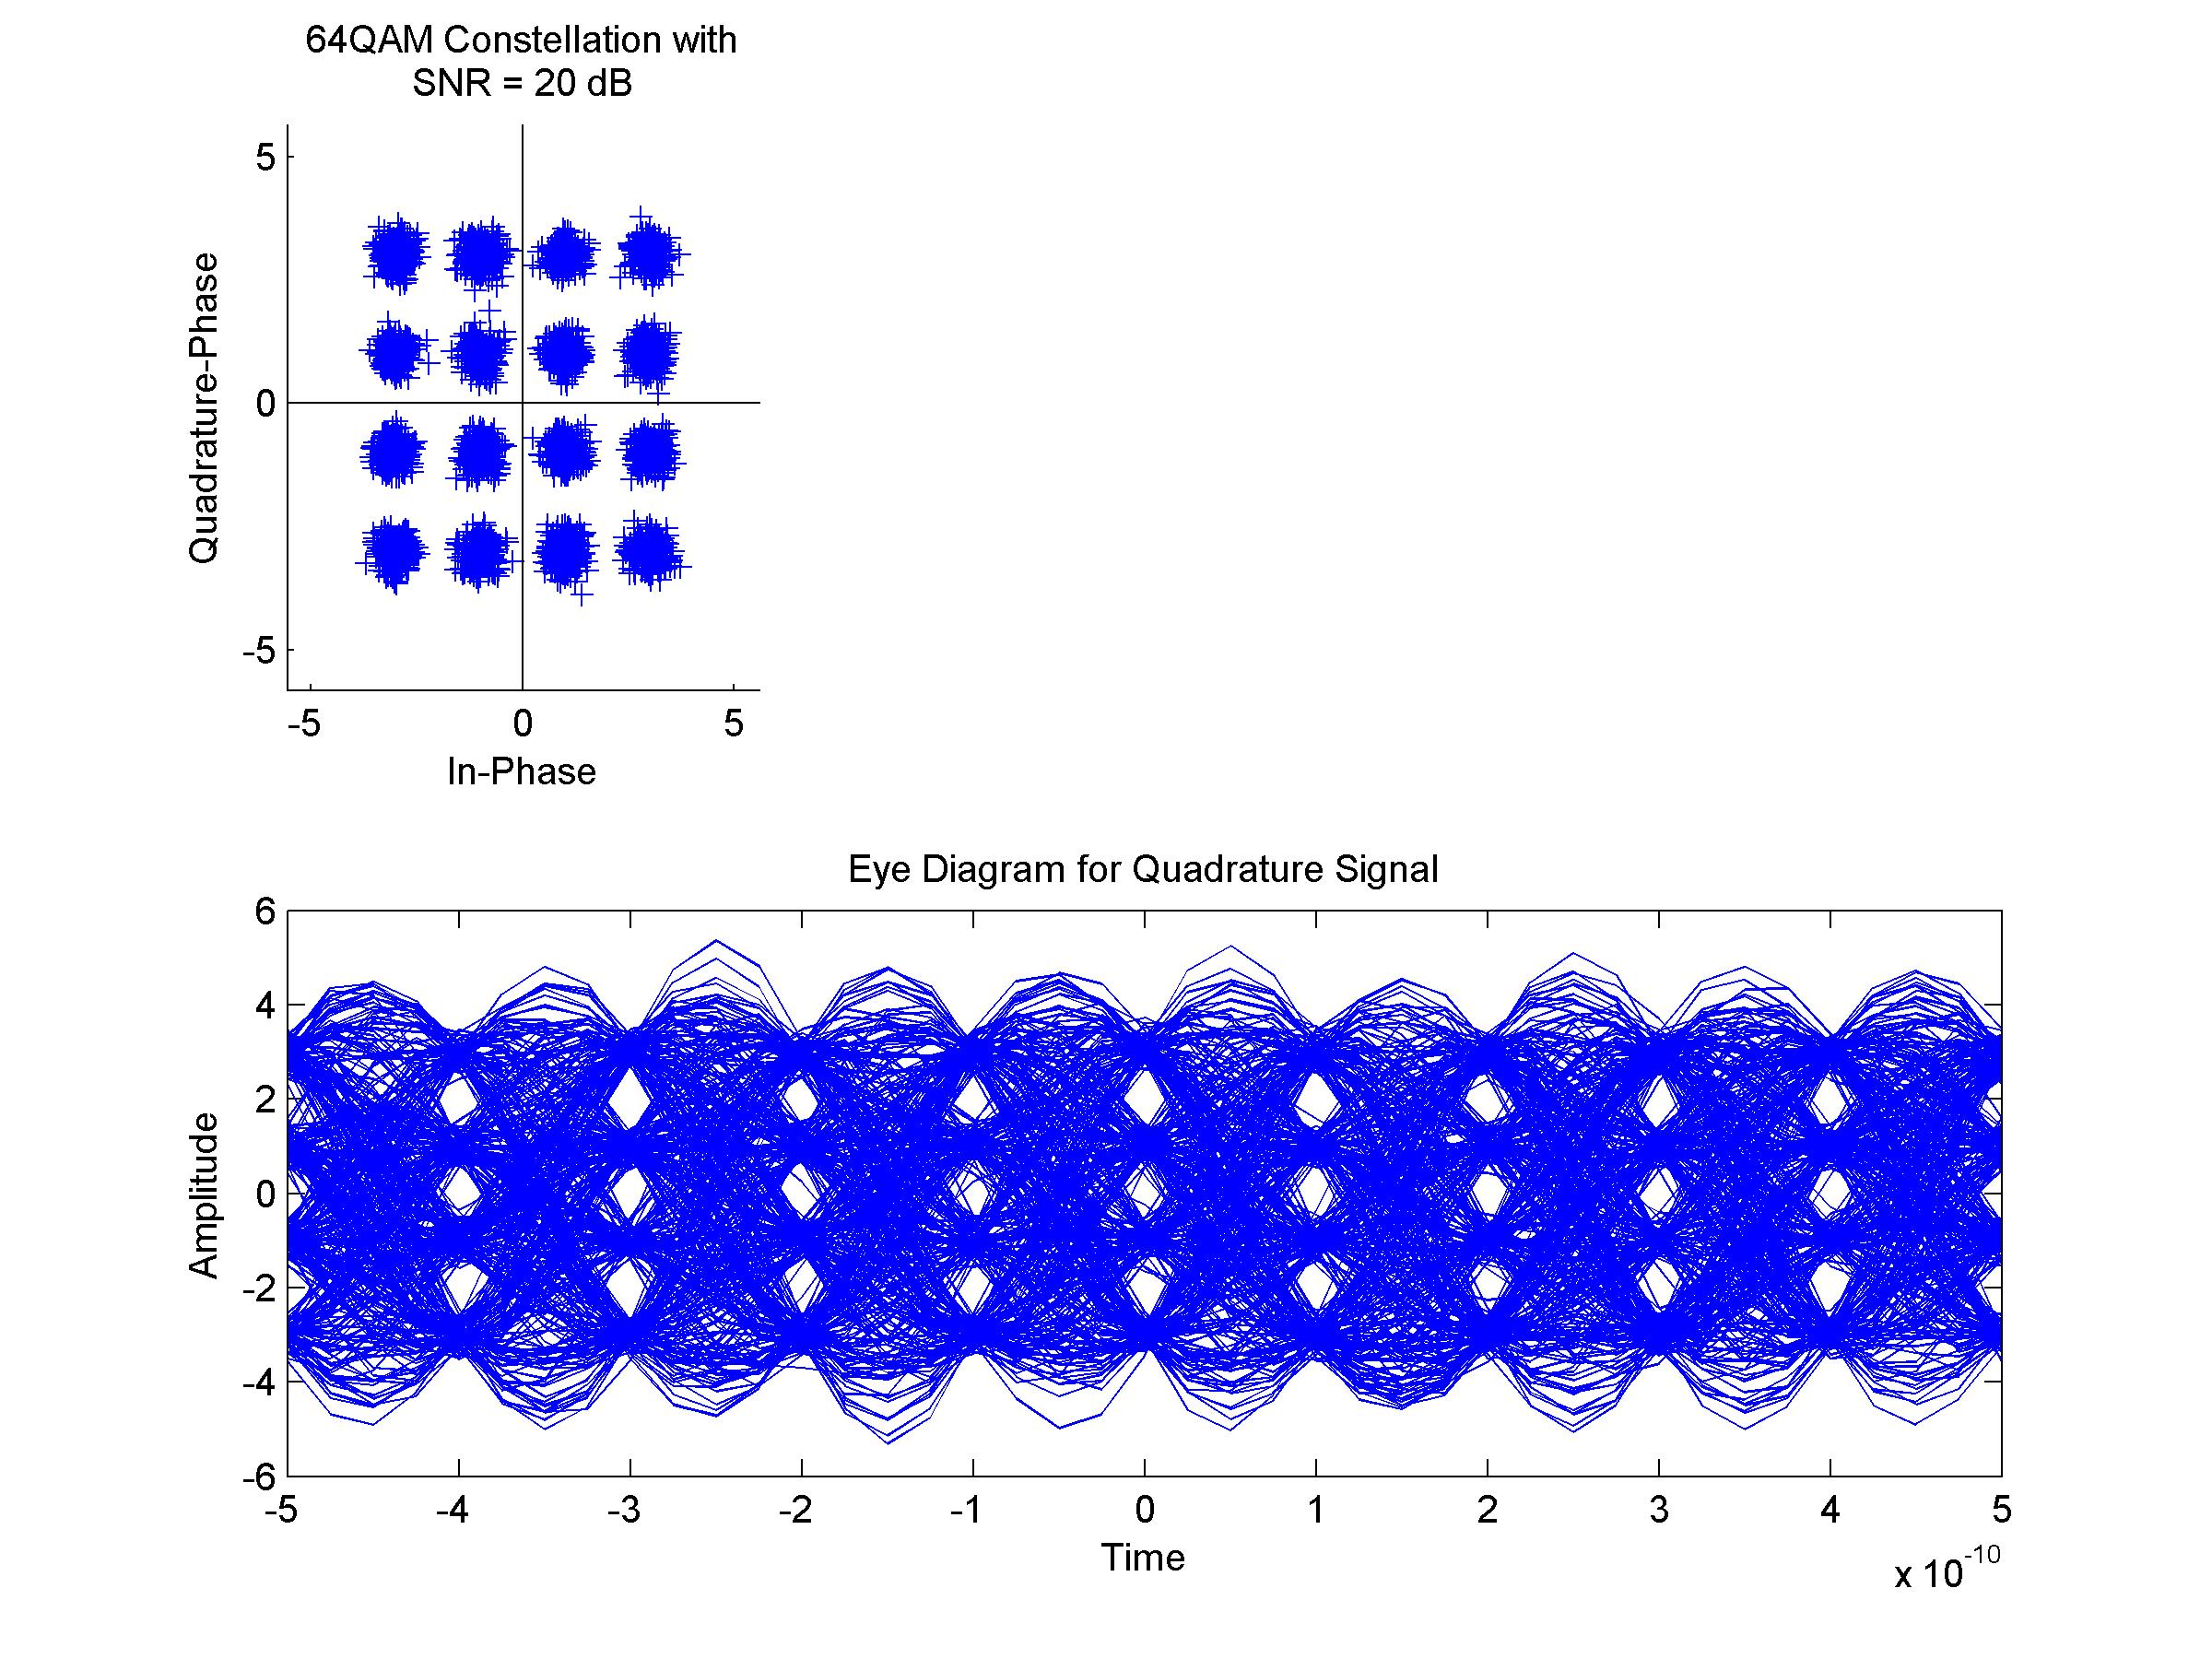 64QAM Constellation with
SNR = 20 dB
5
0
-5
Quadrature-Phase
-5 0 5
In-Phase
Eye Diagram for Quadrature Signal
6
4
2
0
-2
-4
-6
Amplitude
-5 -4 -3 -2 -1 0 1 2 3 4 5
Time
x 10^-10